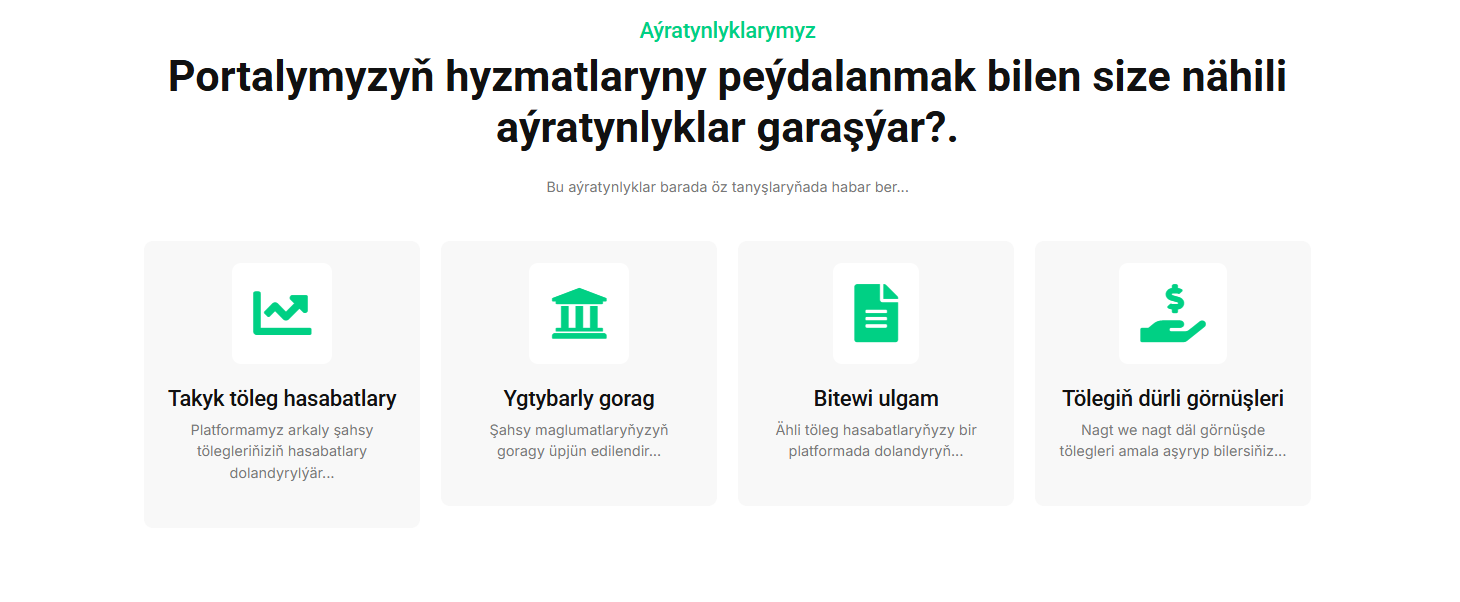 Aýratynlyklarymyz
Portalymyzyň hyzmatlaryny peýdalanmak bilen size nähili
aýratynlyklar garaşýar?.
Bu aýratynlyklar barada öz tanyşlaryňada habar ber...
Takyk töleg hasabatlary
Platformamyz arkaly şahsy
tölegleriňiziň hasabatlary
dolandyrylýär...
Ygtybarly gorag
Şahsy maglumatlaryňyzyň
goragy üpjün edilendir...
Bitewi ulgam
Ähli töleg hasabatlaryňyzy bir
platformada dolandyryň...
Tölegiň dürli görnüşleri
Nagt we nagt däl görnüşde
tölegleri amala aşyryp bilersiňiz...